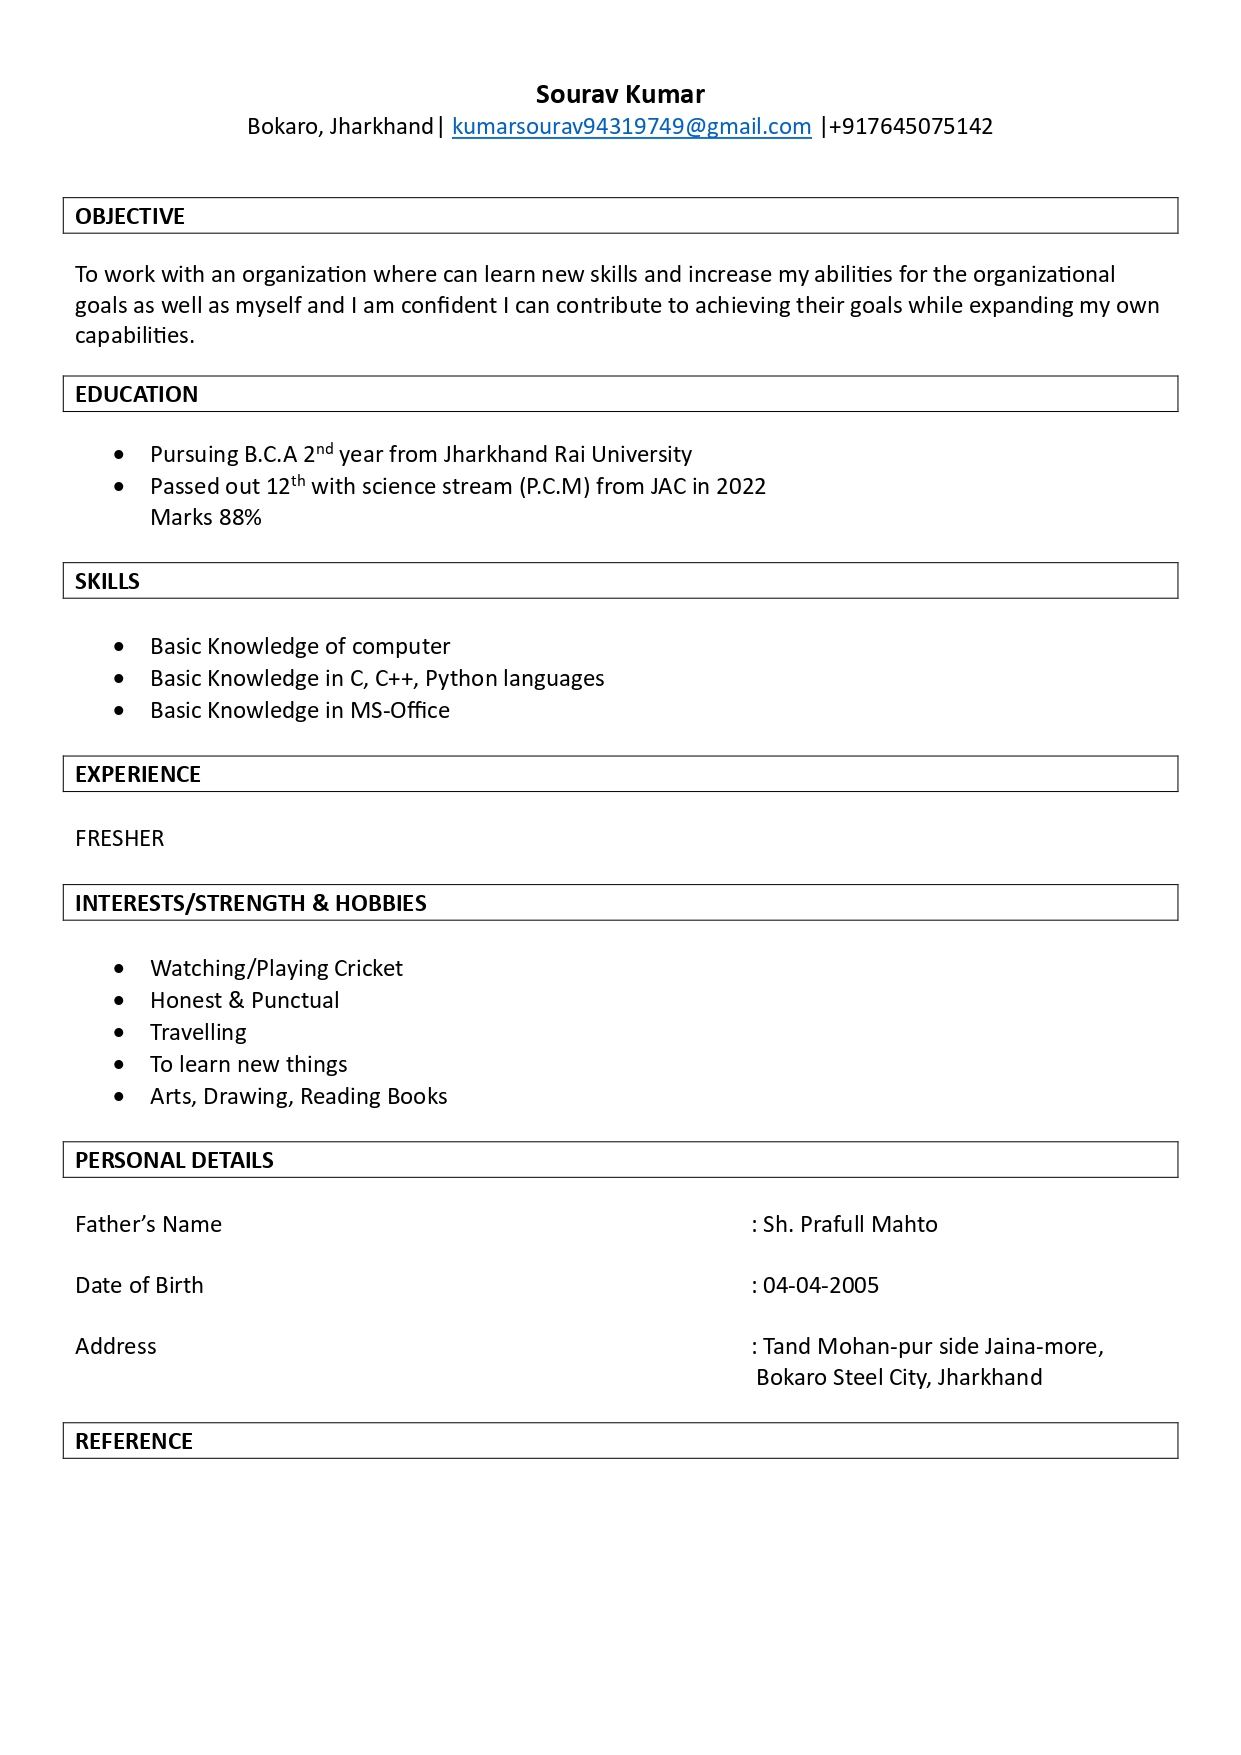 Sourav Kumar
Bokaro, Jharkhand| kumarsourav94319749@gmail.com |+917645075142
OBJECTIVE
To work with an organization where can learn new skills and increase my abilities for the organizational
goals as well as myself and I am confident I can contribute to achieving their goals while expanding my own
capabilities.
EDUCATION
• Pursuing B.C.A 2nd year from Jharkhand Rai University
• Passed out 12th with science stream (P.C.M) from JAC in 2022
Marks 88%
SKILLS
• Basic Knowledge of computer
• Basic Knowledge in C, C++, Python languages
• Basic Knowledge in MS-Office
EXPERIENCE
FRESHER
INTERESTS/STRENGTH & HOBBIES
• Watching/Playing Cricket
• Honest & Punctual
• Travelling
• To learn new things
• Arts, Drawing, Reading Books
PERSONAL DETAILS
Father’s Name : Sh. Prafull Mahto
Date of Birth : 04-04-2005
Address : Tand Mohan-pur side Jaina-more,
Bokaro Steel City, Jharkhand
REFERENCE